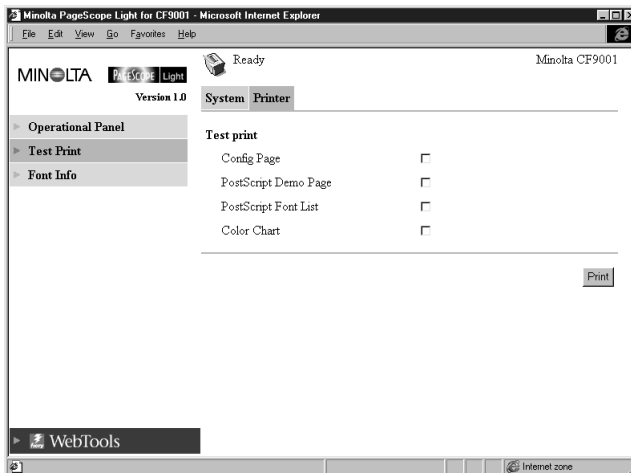 Minolta PageScope Light for CF9001 - Microsoft Internet Explorer
File Edit View Go Favorites Help
MINOLTA PAGESCOPE Light
Version 1.0
Ready
Minolta CF9001
System Printer
Operational Panel
Test Print
Font Info
Test print
Config Page
PostScript Demo Page
PostScript Font List
Color Chart
Print
WebTools
Internet zone